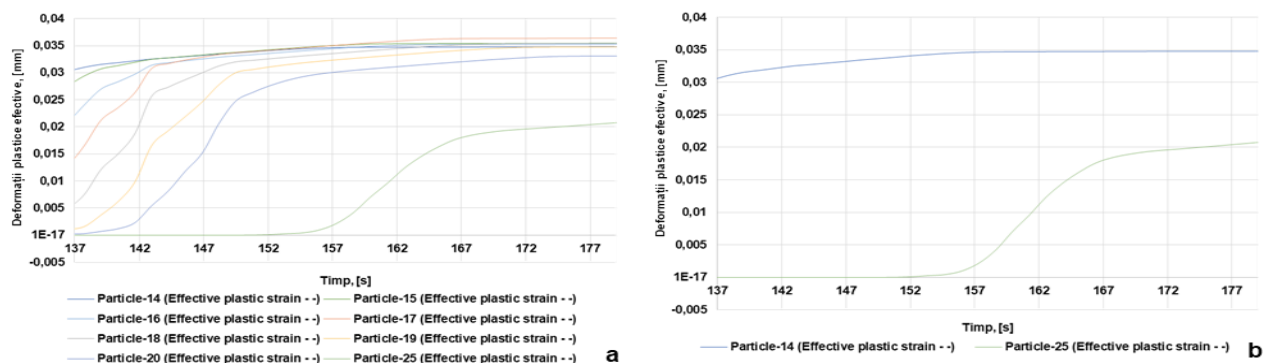 0,04
0,035
0,03
0,025
0,02
0,015
0,01
0,005
1E-17
-0,005
Deformații plastice efective, [mm]
137 142 147 152 157 162 167 172 177
Timp, [s]
Particle-14 (Effective plastic strain - -) Particle-15 (Effective plastic strain - -)
Particle-16 (Effective plastic strain - -) Particle-17 (Effective plastic strain - -)
Particle-18 (Effective plastic strain - -) Particle-19 (Effective plastic strain - -)
Particle-20 (Effective plastic strain - -) Particle-25 (Effective plastic strain - -)
a
0,04
0,035
0,03
0,025
0,02
0,015
0,01
0,005
1E-17
-0,005
Deformații plastice efective, [mm]
137 142 147 152 157 162 167 172 177
Timp, [s]
Particle-14 (Effective plastic strain - -) Particle-25 (Effective plastic strain - -)
b